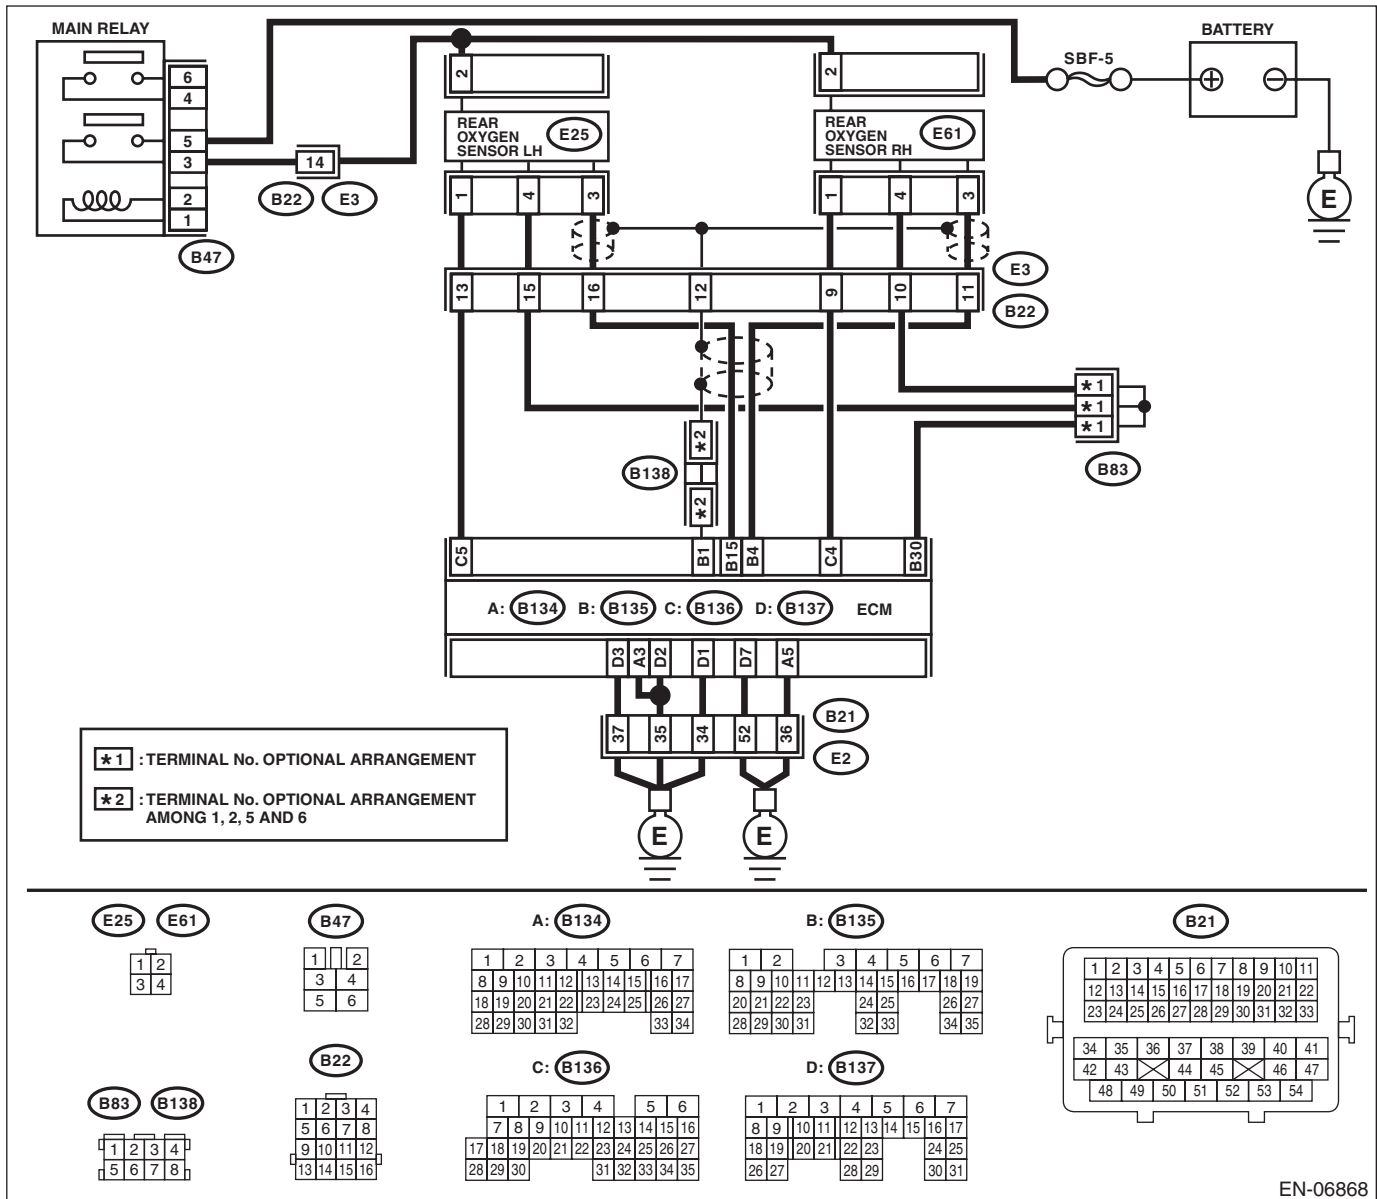 MAIN RELAY
BATTERY
SBF-5
6
4
5
3
2
1
B47
14
B22 E3
2
2
REAR
OXYGEN
SENSOR LH
E25
REAR
OXYGEN
SENSOR RH
E61
1 4 3
1 4 3
E
13 15 16 12 9 10 11
E3
B22
*1
*1
*1
B83
*2
*2
B138
C5 B1 B15 B4 C4 B30
A: B134 B: B135 C: B136 D: B137 ECM
D3 A3 D2 D1 D7 A5
37 35 34 52 36
B21
E2
E E
*1 : TERMINAL No. OPTIONAL ARRANGEMENT
*2 : TERMINAL No. OPTIONAL ARRANGEMENT
AMONG 1, 2, 5 AND 6
E25 E61
1 2
3 4
B47
1 2
3 4
5 6
A: B134
1 2 3 4 5 6 7
8 9 10 11 12 13 14 15 16 17
18 19 20 21 22 23 24 25 26 27
28 29 30 31 32 33 34
B: B135
1 2 3 4 5 6 7
8 9 10 11 12 13 14 15 16 17 18 19
20 21 22 23 24 25 26 27
28 29 30 31 32 33 34 35
B21
1 2 3 4 5 6 7 8 9 10 11
12 13 14 15 16 17 18 19 20 21 22
23 24 25 26 27 28 29 30 31 32 33
34 35 36 37 38 39 40 41
42 43 44 45 46 47
48 49 50 51 52 53 54
B83 B138
1 2 3 4
5 6 7 8
B22
1 2 3 4
5 6 7 8
9 10 11 12
13 14 15 16
C: B136
1 2 3 4 5 6
7 8 9 10 11 12 13 14 15 16
17 18 19 20 21 22 23 24 25 26 27
28 29 30 31 32 33 34 35
D: B137
1 2 3 4 5 6 7
8 9 10 11 12 13 14 15 16 17
18 19 20 21 22 23 24 25
26 27 28 29 30 31
EN-06868